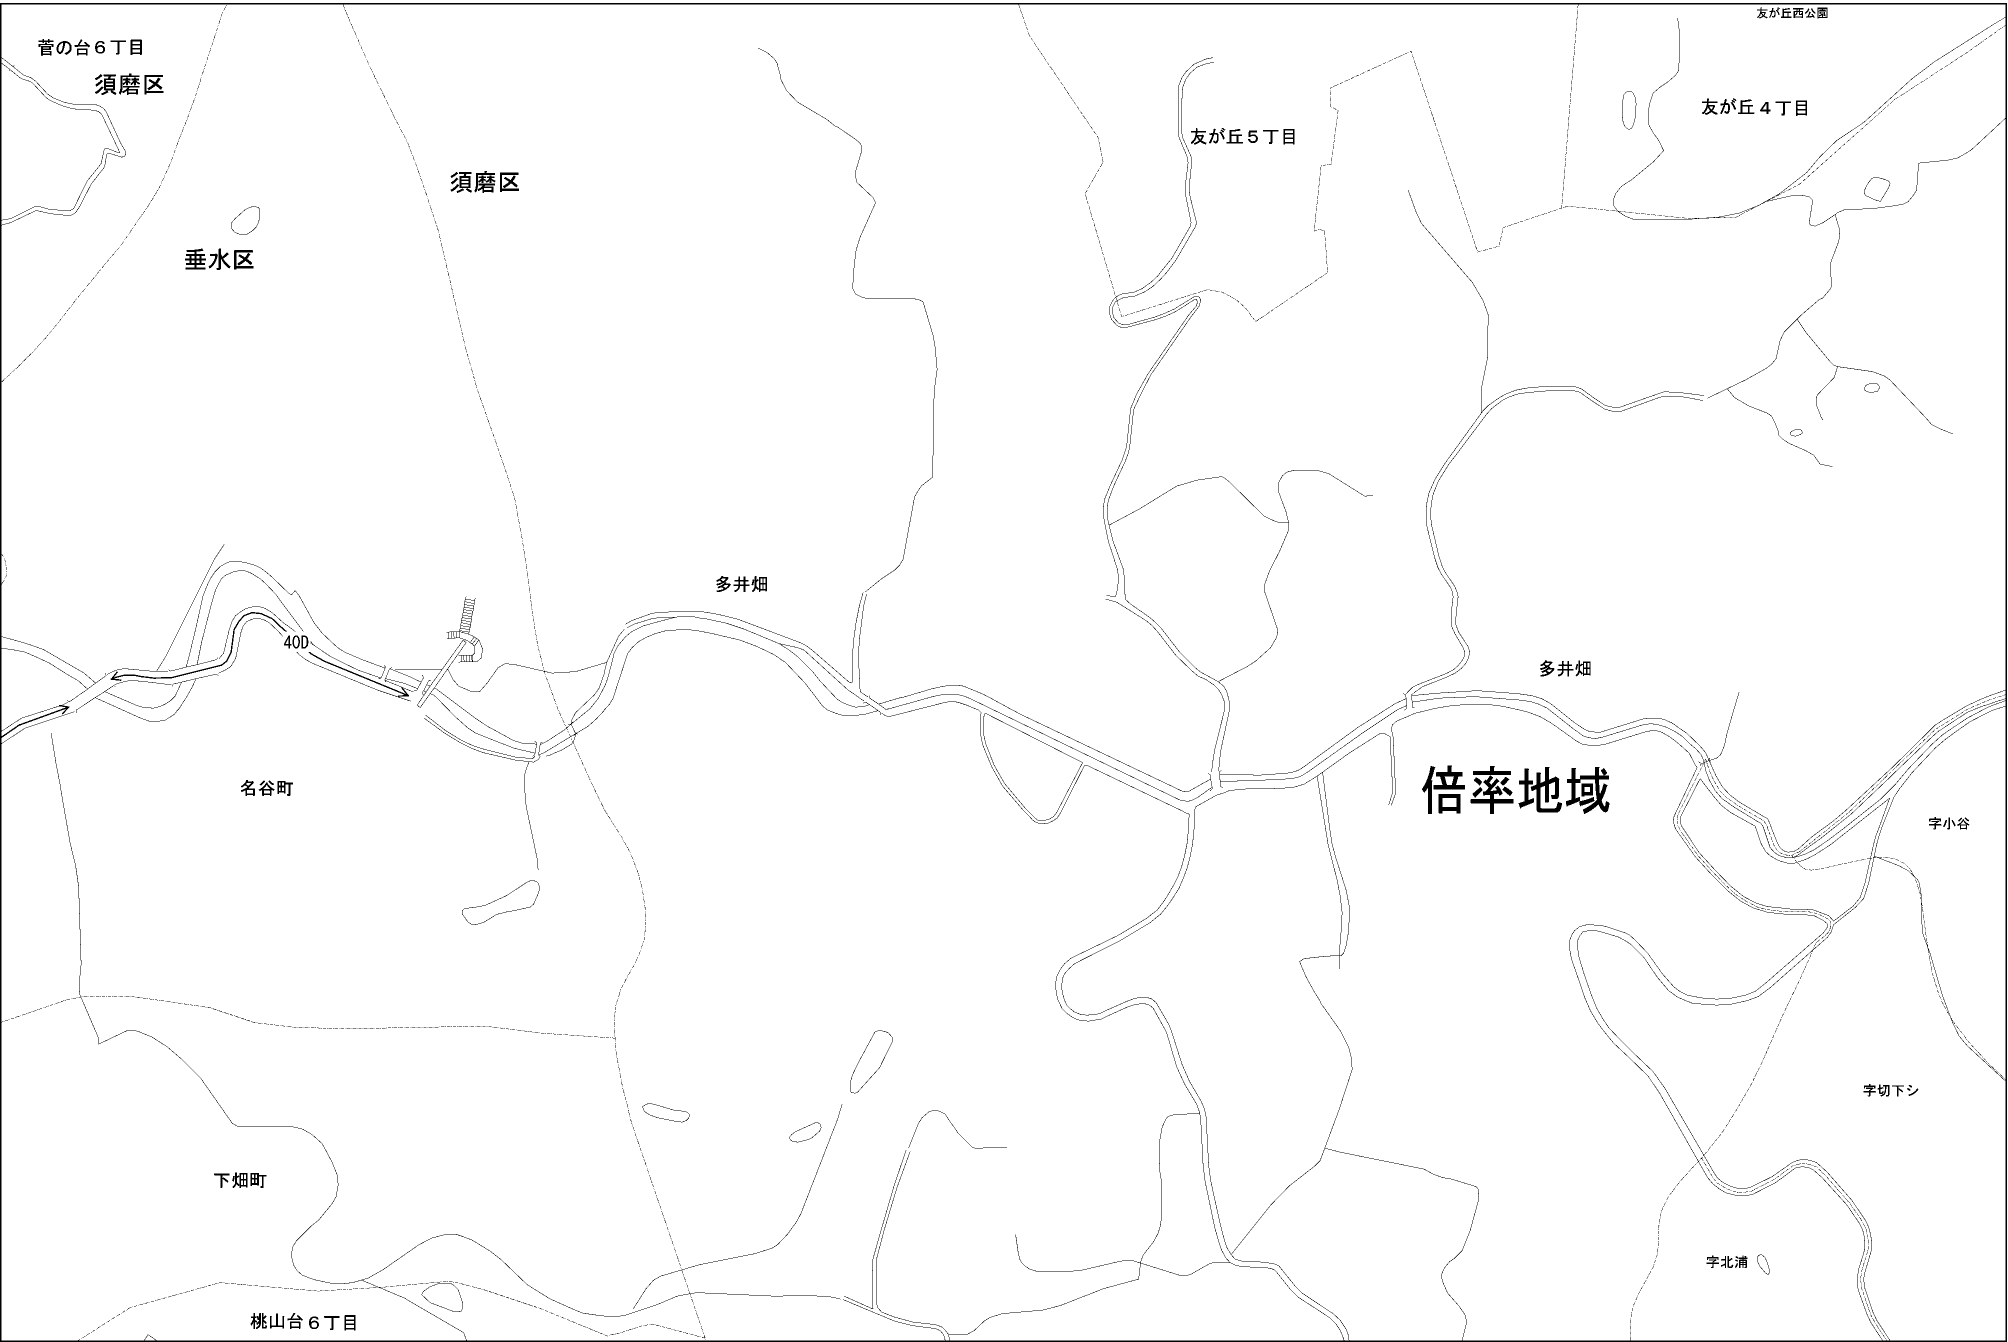 友が丘西公園
菅の台６丁目
須磨区
友が丘４丁目
友が丘５丁目
須磨区
垂水区
多井畑
40D
多井畑
名谷町
倍率地域
字小谷
字切下シ
下畑町
字北浦
桃山台６丁目